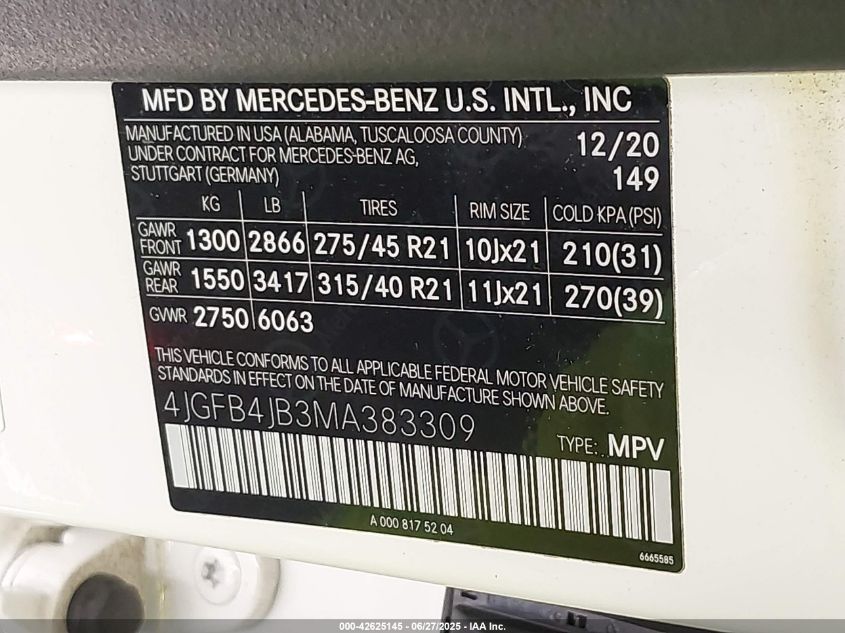 MFD BY MERCEDES-BENZ U.S. INTL., INC
MANUFACTURED IN USA (ALABAMA, TUSCALOOSA COUNTY) 12/20
UNDER CONTRACT FOR MERCEDES-BENZ AG,
STUTTGART (GERMANY) 149
KG LB TIRES RIM SIZE COLD KPA (PSI)
GAWR FRONT 1300 2866 275/45 R21 10Jx21 210(31)
GAWR REAR 1550 3417 315/40 R21 11Jx21 270(39)
GVWR 2750 6063
THIS VEHICLE CONFORMS TO ALL APPLICABLE FEDERAL MOTOR VEHICLE SAFETY
STANDARDS IN EFFECT ON THE DATE OF MANUFACTURE SHOWN ABOVE.
4JGFB4JB3MA383309
TYPE: MPV
A 000 817 52 04
6665585
000-42625145 - 06/27/2025 - IAA Inc.